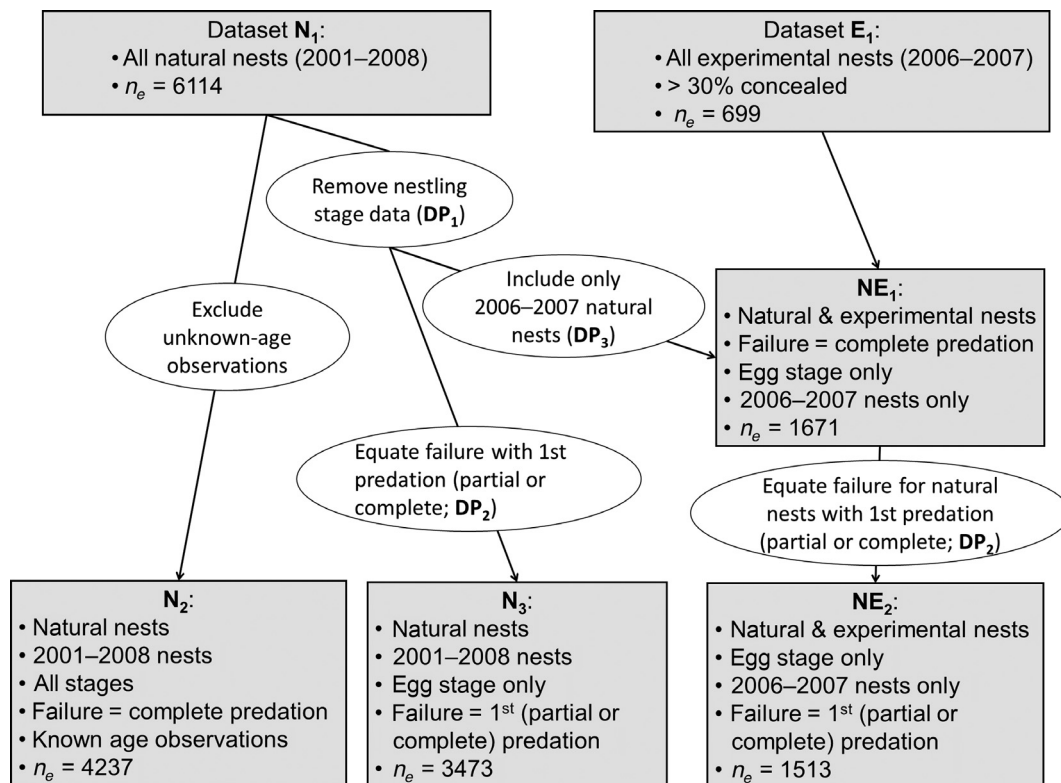 Dataset N₁:
• All natural nests (2001–2008)
• nₑ = 6114
Dataset E₁:
• All experimental nests (2006–2007)
• > 30% concealed
• nₑ = 699
Remove nestling
stage data (DP₁)
Include only
2006–2007 natural
nests (DP₃)
Exclude
unknown-age
observations
NE₁:
• Natural & experimental nests
• Failure = complete predation
• Egg stage only
• 2006–2007 nests only
• nₑ = 1671
Equate failure with 1st
predation (partial or
complete; DP₂)
Equate failure for natural
nests with 1st predation
(partial or complete; DP₂)
N₂:
• Natural nests
• 2001–2008 nests
• All stages
• Failure = complete predation
• Known age observations
• nₑ = 4237
N₃:
• Natural nests
• 2001–2008 nests
• Egg stage only
• Failure = 1ˢᵗ (partial or
complete) predation
• nₑ = 3473
NE₂:
• Natural & experimental nests
• Egg stage only
• 2006–2007 nests only
• Failure = 1ˢᵗ (partial or
complete) predation
• nₑ = 1513